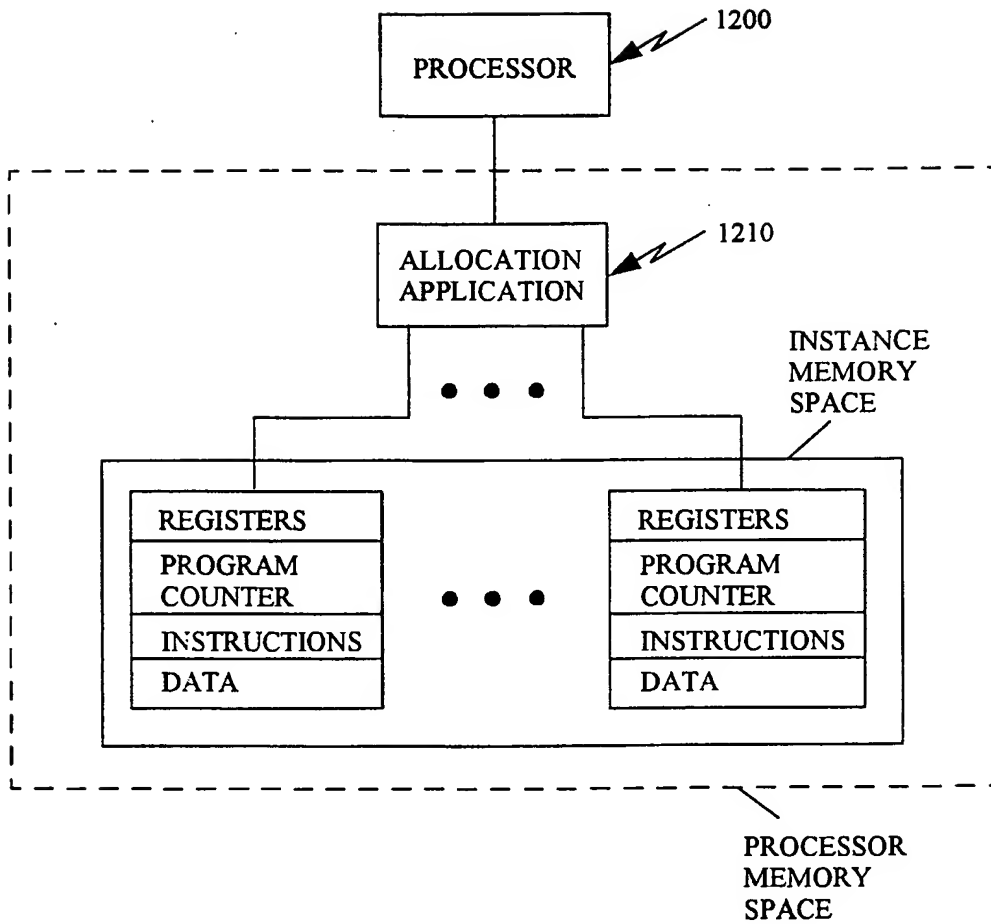 1200
PROCESSOR
1210
ALLOCATION
APPLICATION
INSTANCE
MEMORY
SPACE
REGISTERS
PROGRAM
COUNTER
INSTRUCTIONS
DATA
REGISTERS
PROGRAM
COUNTER
INSTRUCTIONS
DATA
PROCESSOR
MEMORY
SPACE